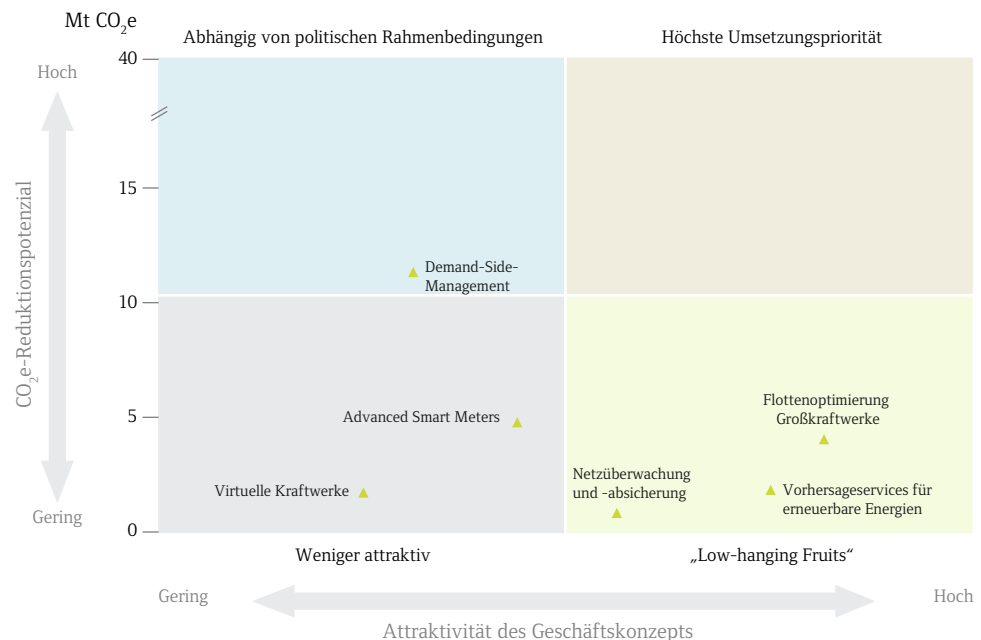 Mt CO₂e
Abhängig von politischen Rahmenbedingungen
Höchste Umsetzungspriorität
40
Hoch
15
Demand-Side-
Management
10
CO₂e-Reduktionspotenzial
5
Advanced Smart Meters
Flottenoptimierung
Großkraftwerke
Virtuelle Kraftwerke
Netzüberwachung
und -absicherung
Vorhersageservices für
erneuerbare Energien
Gering
0
Weniger attraktiv
„Low-hanging Fruits“
Gering
Hoch
Attraktivität des Geschäftskonzepts